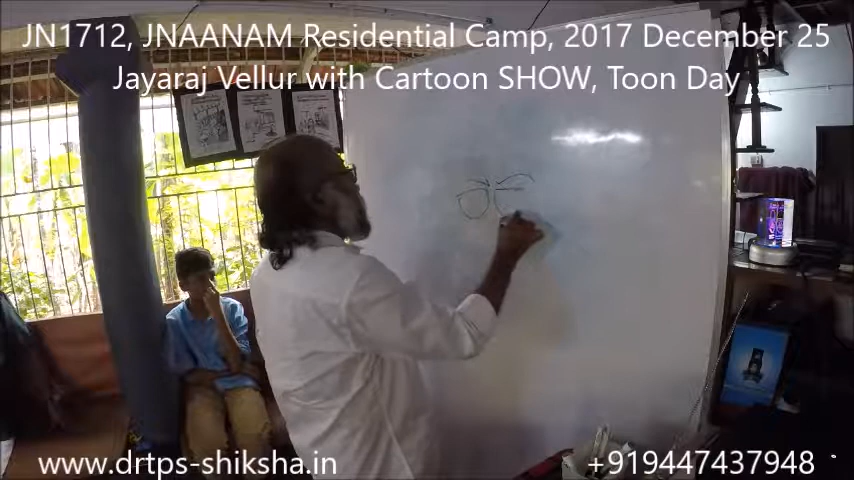 JN1712, JNAANAM Residential Camp, 2017 December 25
Jayaraj Vellur with Cartoon SHOW, Toon Day
www.drtps-shiksha.in
+919447437948